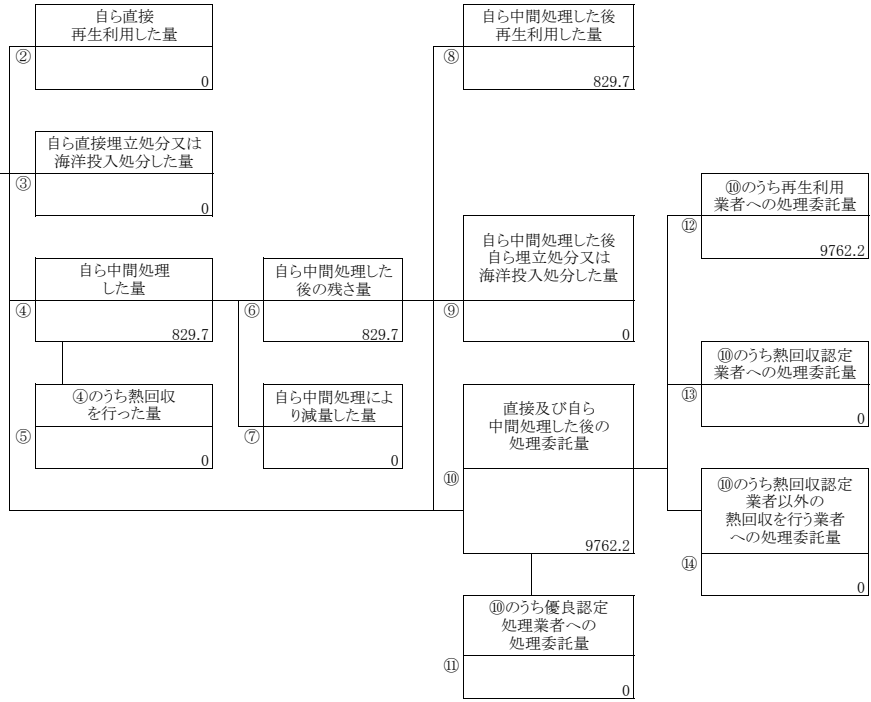 自ら直接
再生利用した量
②
0
自ら直接埋立処分又は
海洋投入処分した量
③
0
自ら中間処理
した量
④
829.7
④のうち熱回収
を行った量
⑤
0
自ら中間処理した
後の残さ量
⑥
829.7
自ら中間処理によ
り減量した量
⑦
0
自ら中間処理した後
再生利用した量
⑧
829.7
自ら中間処理した後
自ら埋立処分又は
海洋投入処分した量
⑨
0
直接及び自ら
中間処理した後の
処理委託量
⑩
9762.2
⑩のうち優良認定
処理業者への
処理委託量
⑪
0
⑩のうち再生利用
業者への処理委託量
⑫
9762.2
⑩のうち熱回収認定
業者への処理委託量
⑬
0
⑩のうち熱回収認定
業者以外の
熱回収を行う業者
への処理委託量
⑭
0